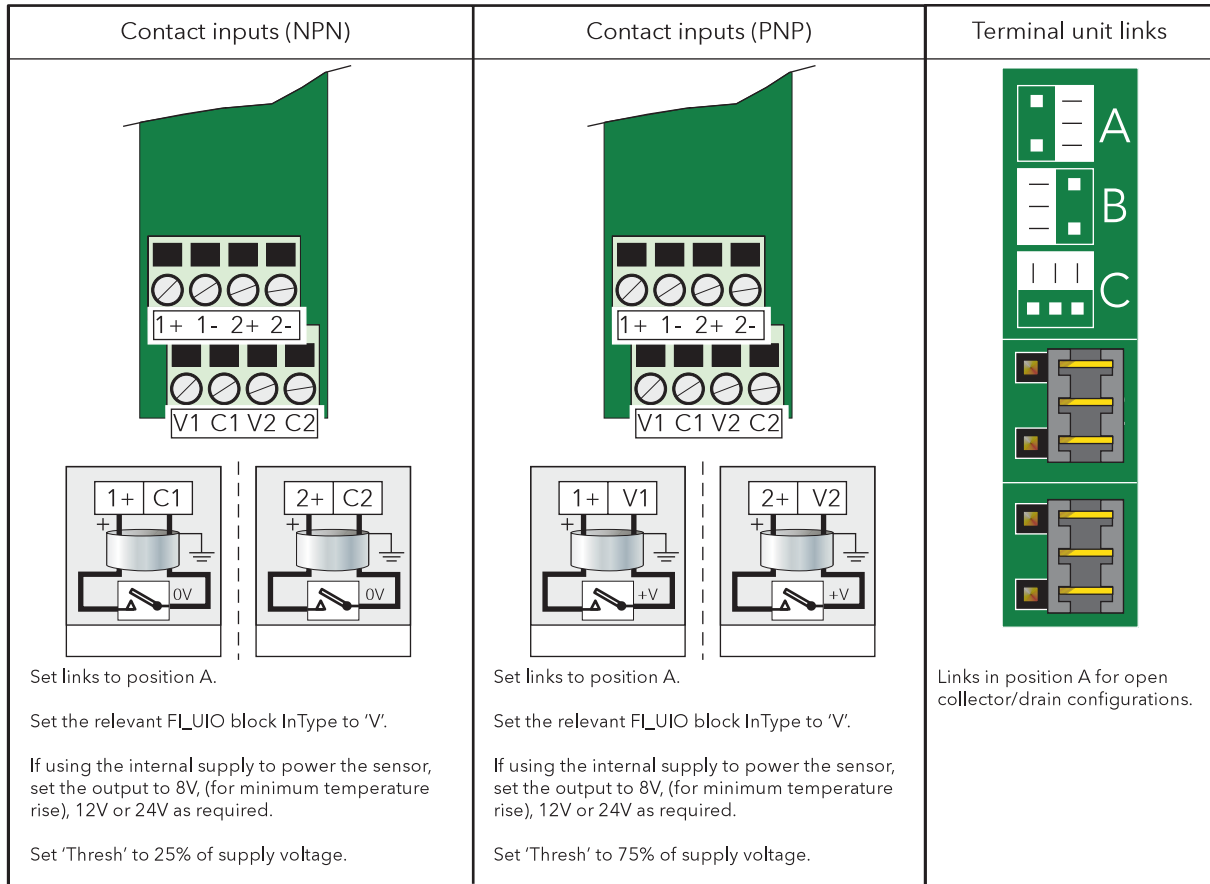 Contact inputs (NPN)
1+ 1- 2+ 2-
V1 C1 V2 C2
1+ C1
+
0V
2+ C2
+
0V
Set links to position A.
Set the relevant FI_UIO block InType to ‘V’.
If using the internal supply to power the sensor,
set the output to 8V, (for minimum temperature
rise), 12V or 24V as required.
Set ‘Thresh’ to 25% of supply voltage.
Contact inputs (PNP)
1+ 1- 2+ 2-
V1 C1 V2 C2
1+ V1
+
+V
2+ V2
+
+V
Set links to position A.
Set the relevant FI_UIO block InType to ‘V’.
If using the internal supply to power the sensor,
set the output to 8V, (for minimum temperature
rise), 12V or 24V as required.
Set ‘Thresh’ to 75% of supply voltage.
Terminal unit links
A
B
C
Links in position A for open
collector/drain configurations.